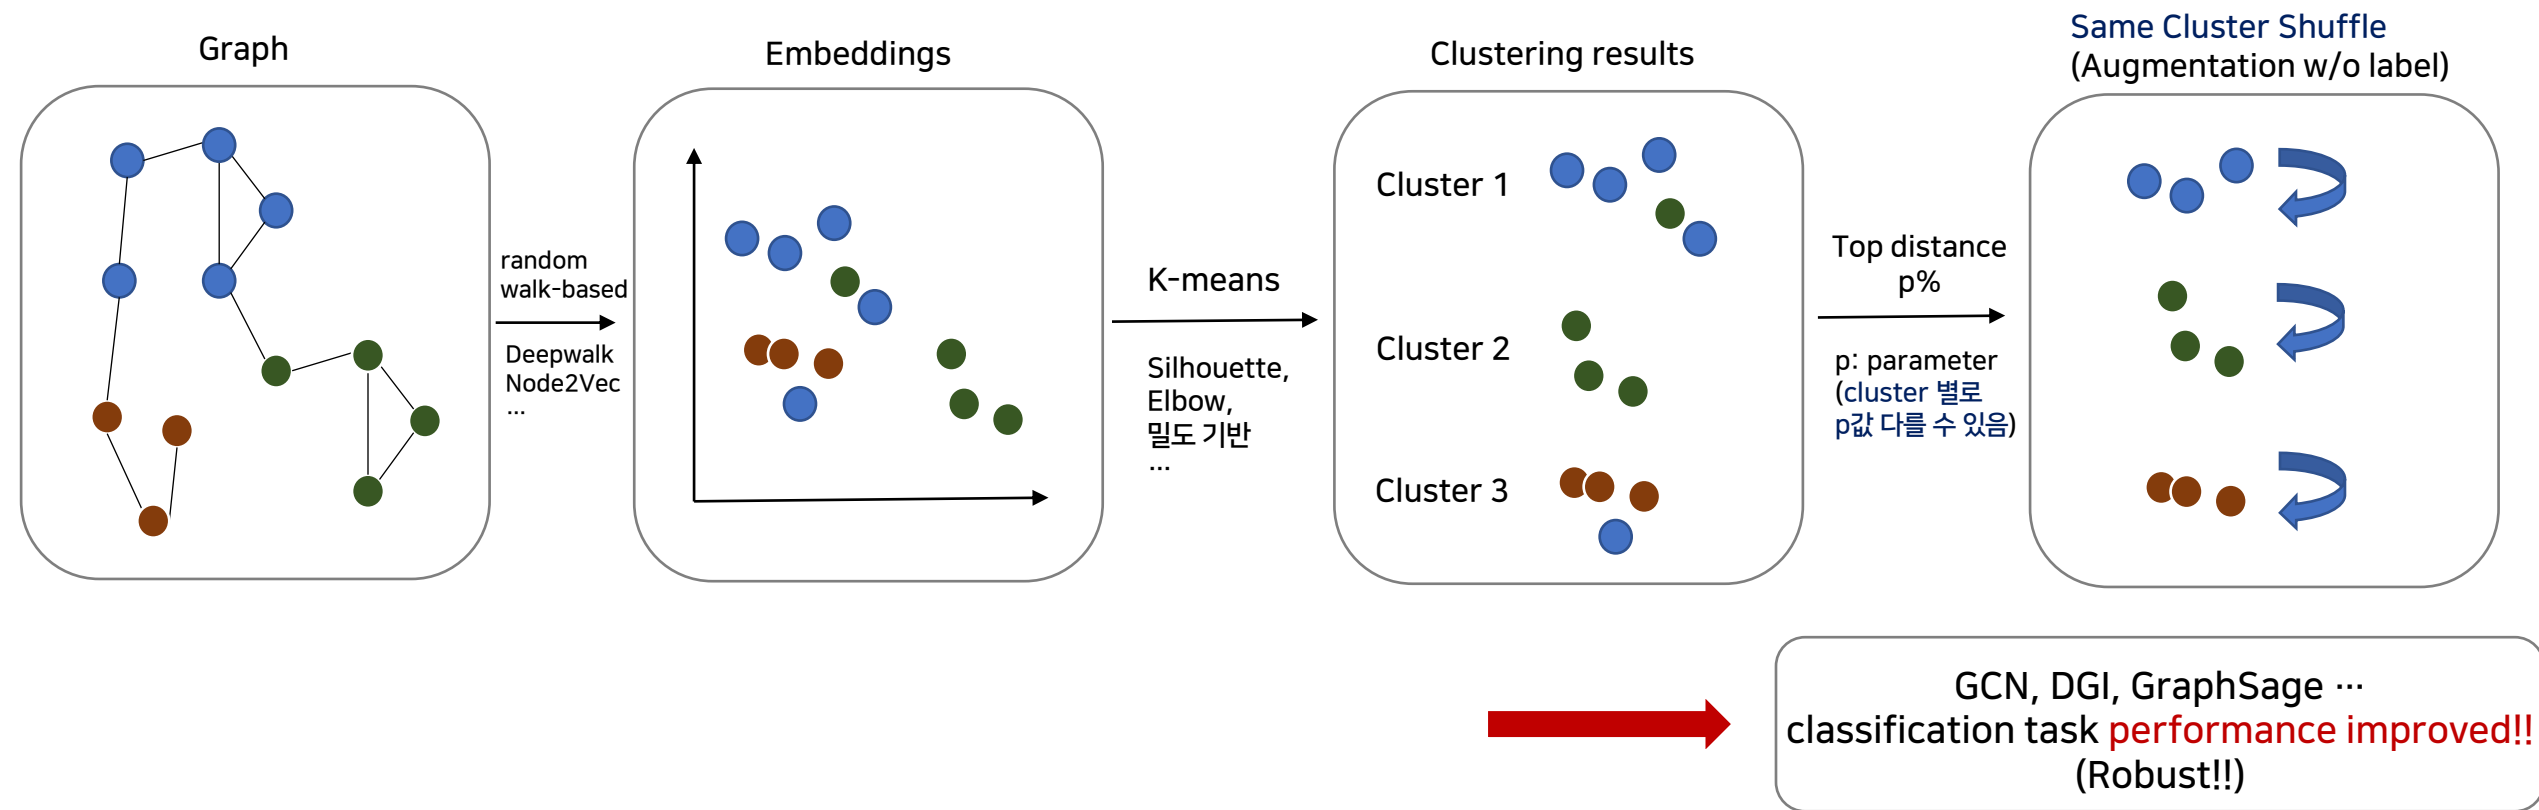 Graph
random
walk-based
Deepwalk
Node2Vec
...
Embeddings
K-means
Silhouette,
Elbow,
밀도 기반
...
Clustering results
Cluster 1
Cluster 2
Cluster 3
Top distance
p%
p: parameter
(cluster 별로
p값 다를 수 있음)
Same Cluster Shuffle
(Augmentation w/o label)
GCN, DGI, GraphSage ...
classification task performance improved!!
(Robust!!)